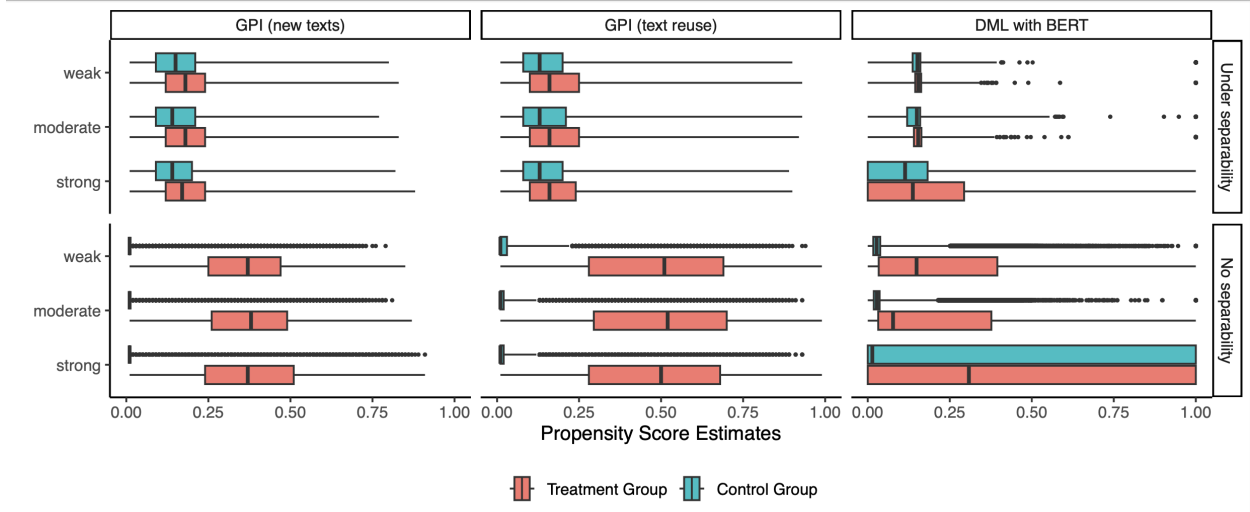 GPI (new texts) GPI (text reuse) DML with BERT
weak
moderate
strong
Under separability
weak
moderate
strong
No separability
0.00 0.25 0.50 0.75 1.00 0.00 0.25 0.50 0.75 1.00 0.00 0.25 0.50 0.75 1.00
Propensity Score Estimates
Treatment Group Control Group